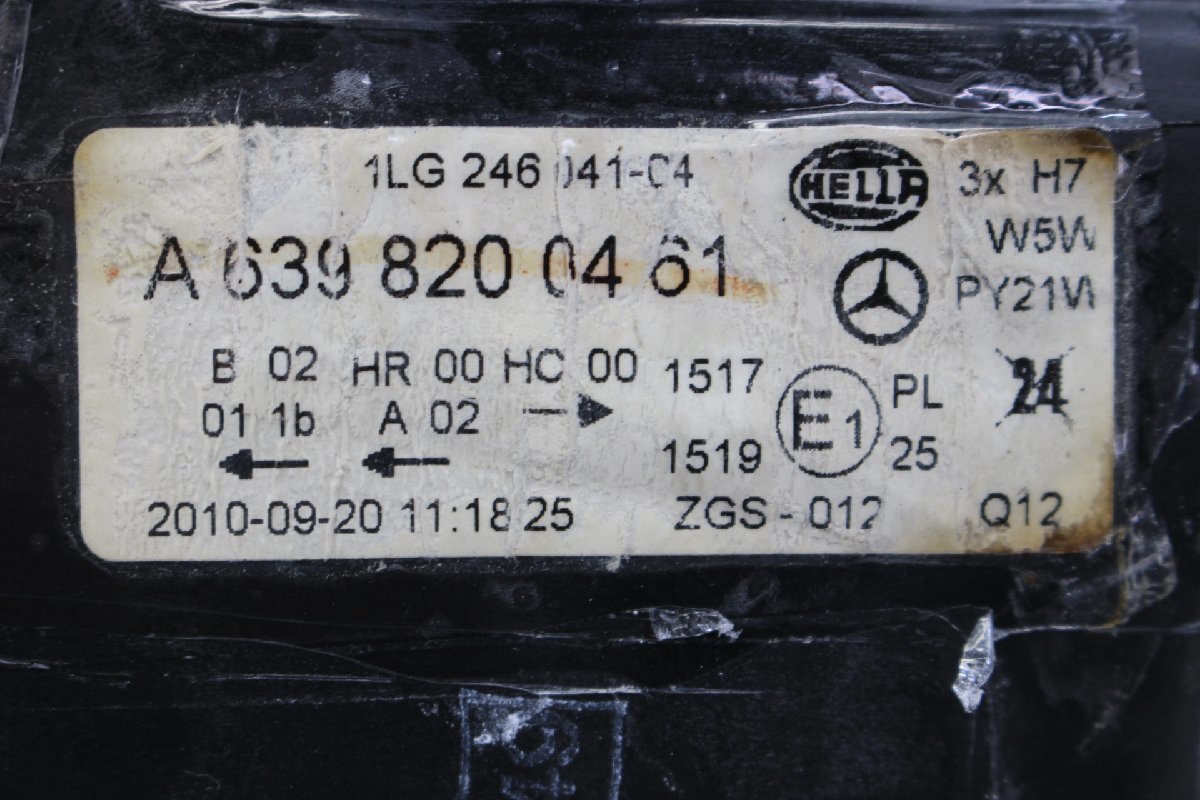 1LG 246 041-04
HELLA
3x H7
W5W
PY21W
A 639 820 04 61
B 02 HR 00 HC 00
01 1b A 02
1517
1519
E1
PL
25
24
2010-09-20 11:18 25
ZGS - 012
Q12